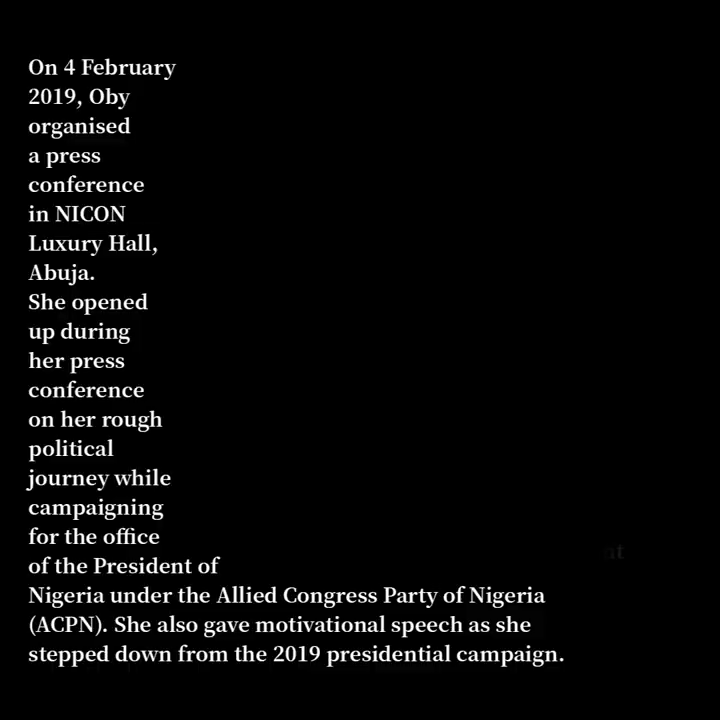 On 4 February
2019, Oby
organised
a press
conference
in NICON
Luxury Hall,
Abuja.
She opened
up during
her press
conference
on her rough
political
journey while
campaigning
for the office
of the President of
Nigeria under the Allied Congress Party of Nigeria
(ACPN). She also gave motivational speech as she
stepped down from the 2019 presidential campaign.